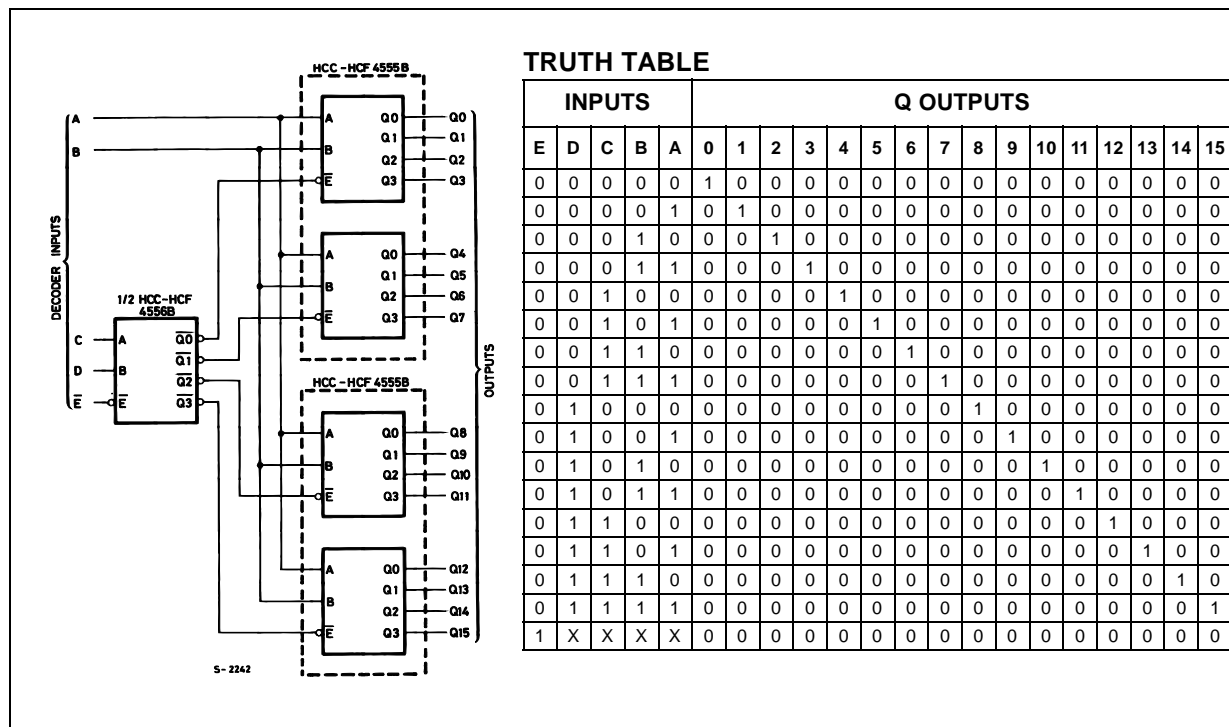 HCC-HCF 4555B
A
B
DECODER INPUTS
A
B
E̅
Q0
Q1
Q2
Q3
Q0
Q1
Q2
Q3
A
B
E̅
Q0
Q1
Q2
Q3
Q4
Q5
Q6
Q7
1/2 HCC-HCF
4556B
C
D
E̅
A
B
E̅
Q̅0̅
Q̅1̅
Q̅2̅
Q̅3̅
HCC-HCF 4555B
A
B
E̅
Q0
Q1
Q2
Q3
Q8
Q9
Q10
Q11
A
B
E̅
Q0
Q1
Q2
Q3
Q12
Q13
Q14
Q15
OUTPUTS
S-2242
TRUTH TABLE
INPUTS Q OUTPUTS
E D C B A 0 1 2 3 4 5 6 7 8 9 10 11 12 13 14 15
0 0 0 0 0 1 0 0 0 0 0 0 0 0 0 0 0 0 0 0 0
0 0 0 0 1 0 1 0 0 0 0 0 0 0 0 0 0 0 0 0 0
0 0 0 1 0 0 0 1 0 0 0 0 0 0 0 0 0 0 0 0 0
0 0 0 1 1 0 0 0 1 0 0 0 0 0 0 0 0 0 0 0 0
0 0 1 0 0 0 0 0 0 1 0 0 0 0 0 0 0 0 0 0 0
0 0 1 0 1 0 0 0 0 0 1 0 0 0 0 0 0 0 0 0 0
0 0 1 1 0 0 0 0 0 0 0 1 0 0 0 0 0 0 0 0 0
0 0 1 1 1 0 0 0 0 0 0 0 1 0 0 0 0 0 0 0 0
0 1 0 0 0 0 0 0 0 0 0 0 0 1 0 0 0 0 0 0 0
0 1 0 0 1 0 0 0 0 0 0 0 0 0 1 0 0 0 0 0 0
0 1 0 1 0 0 0 0 0 0 0 0 0 0 0 1 0 0 0 0 0
0 1 0 1 1 0 0 0 0 0 0 0 0 0 0 0 1 0 0 0 0
0 1 1 0 0 0 0 0 0 0 0 0 0 0 0 0 0 1 0 0 0
0 1 1 0 1 0 0 0 0 0 0 0 0 0 0 0 0 0 1 0 0
0 1 1 1 0 0 0 0 0 0 0 0 0 0 0 0 0 0 0 1 0
0 1 1 1 1 0 0 0 0 0 0 0 0 0 0 0 0 0 0 0 1
1 X X X X 0 0 0 0 0 0 0 0 0 0 0 0 0 0 0 0